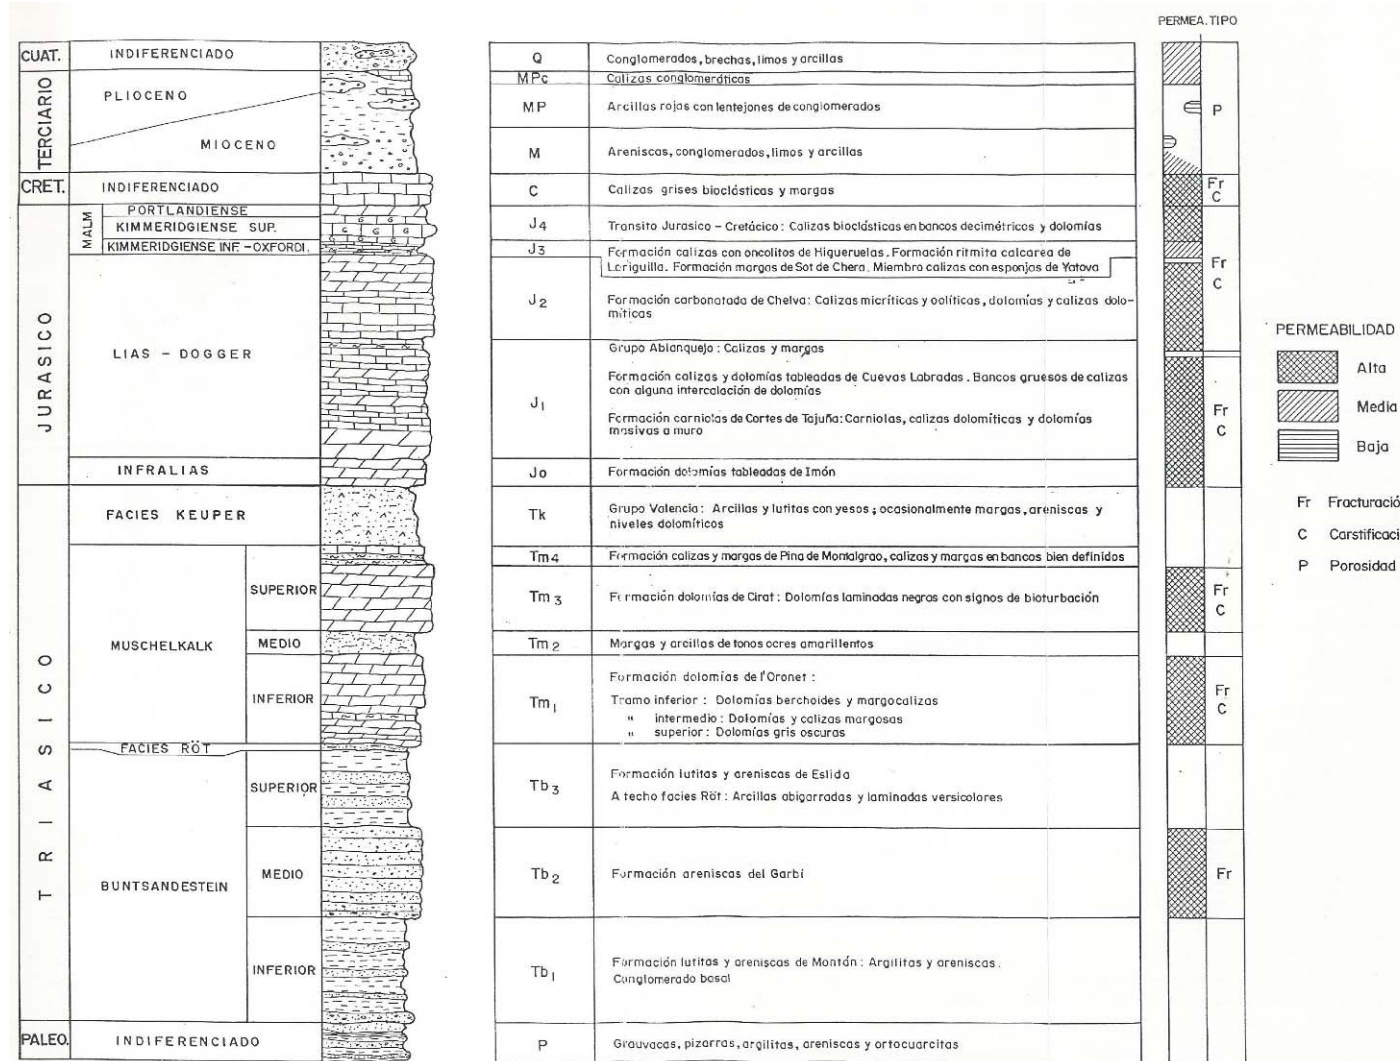 PERMEA. TIPO
CUAT.
INDIFERENCIADO
Q
Conglomerados, brechas, limos y arcillas
TERCIARIO
MPc
Calizas conglomeráticas
PLIOCENO
MP
Arcillas rojas con lentejones de conglomerados
P
MIOCENO
M
Areniscas, conglomerados, limos y arcillas
CRET.
INDIFERENCIADO
C
Calizas grises bioclásticas y margas
Fr
C
JURASICO
MALM
PORTLANDIENSE
KIMMERIDGIENSE SUP.
KIMMERIDGIENSE INF. - OXFORDI.
J4
Transito Jurasico - Cretácico: Calizas bioclásticas en bancos decimétricos y dolomías
J3
Formación calizas con oncolitos de Higueruelas. Formación ritmita calcarea de
Loriguilla. Formación margas de Sot de Chera. Miembro calizas con esponjas de Yatova
Fr
C
LIAS - DOGGER
J2
Formación carbonatada de Chelva: Calizas micríticas y oolíticas, dolomías y calizas dolo-
míticas
J1
Grupo Ablanquejo: Calizas y margas
Formación calizas y dolomías tableadas de Cuevas Labradas. Bancos gruesos de calizas
con alguna intercalación de dolomías
Formación carniolas de Cortes de Tajuña: Carniolas, calizas dolomíticas y dolomías
masivas a muro
Fr
C
INFRALIAS
Jo
Formación dolomías tableadas de Imón
TRIASICO
FACIES KEUPER
Tk
Grupo Valencia: Arcillas y lutitas con yesos; ocasionalmente margas, areniscas y
niveles dolomíticos
MUSCHELKALK
Tm4
Formación calizas y margas de Pina de Montalgrao, calizas y margas en bancos bien definidos
SUPERIOR
Tm3
Formación dolomías de Cirat: Dolomías laminadas negras con signos de bioturbación
Fr
C
MEDIO
Tm2
Margas y arcillas de tonos ocres amarillentos
INFERIOR
Tm1
Formación dolomías de l'Oronet:
Tramo inferior: Dolomías berchoides y margocalizas
" intermedio: Dolomías y calizas margosas
" superior: Dolomías gris oscuras
Fr
C
FACIES RÖT
BUNTSANDESTEIN
SUPERIOR
Tb3
Formación lutitas y areniscas de Eslida
A techo facies Röt: Arcillas abigarradas y laminadas versicolores
MEDIO
Tb2
Formación areniscas del Garbí
Fr
INFERIOR
Tb1
Formación lutitas y areniscas de Montán: Argilitas y areniscas.
Conglomerado basal
PALEO.
INDIFERENCIADO
P
Grauvacas, pizarras, argilitas, areniscas y ortocuarcitas
PERMEABILIDAD
Alta
Media
Baja
Fr Fracturació
C Carstificaci
P Porosidad